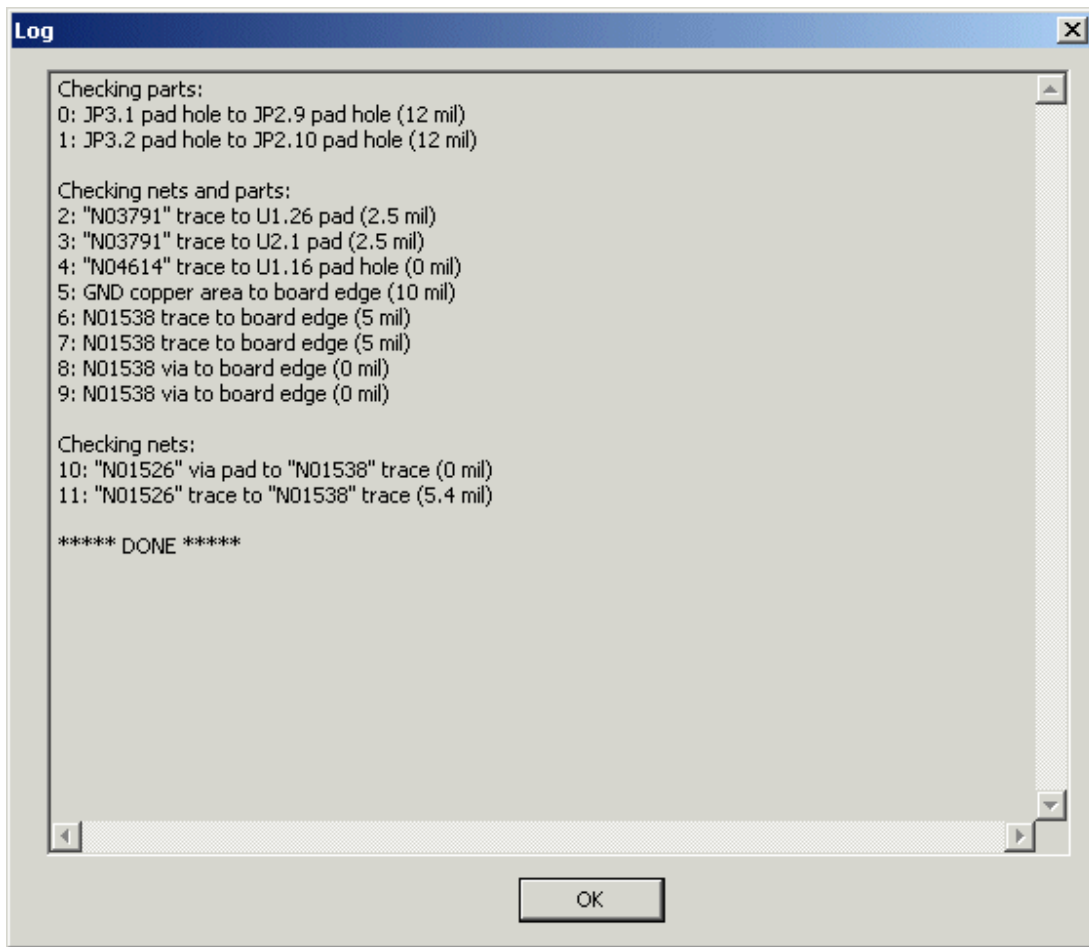 Log
Checking parts:
0: JP3.1 pad hole to JP2.9 pad hole (12 mil)
1: JP3.2 pad hole to JP2.10 pad hole (12 mil)
Checking nets and parts:
2: "N03791" trace to U1.26 pad (2.5 mil)
3: "N03791" trace to U2.1 pad (2.5 mil)
4: "N04614" trace to U1.16 pad hole (0 mil)
5: GND copper area to board edge (10 mil)
6: N01538 trace to board edge (5 mil)
7: N01538 trace to board edge (5 mil)
8: N01538 via to board edge (0 mil)
9: N01538 via to board edge (0 mil)
Checking nets:
10: "N01526" via pad to "N01538" trace (0 mil)
11: "N01526" trace to "N01538" trace (5.4 mil)
***** DONE *****
OK